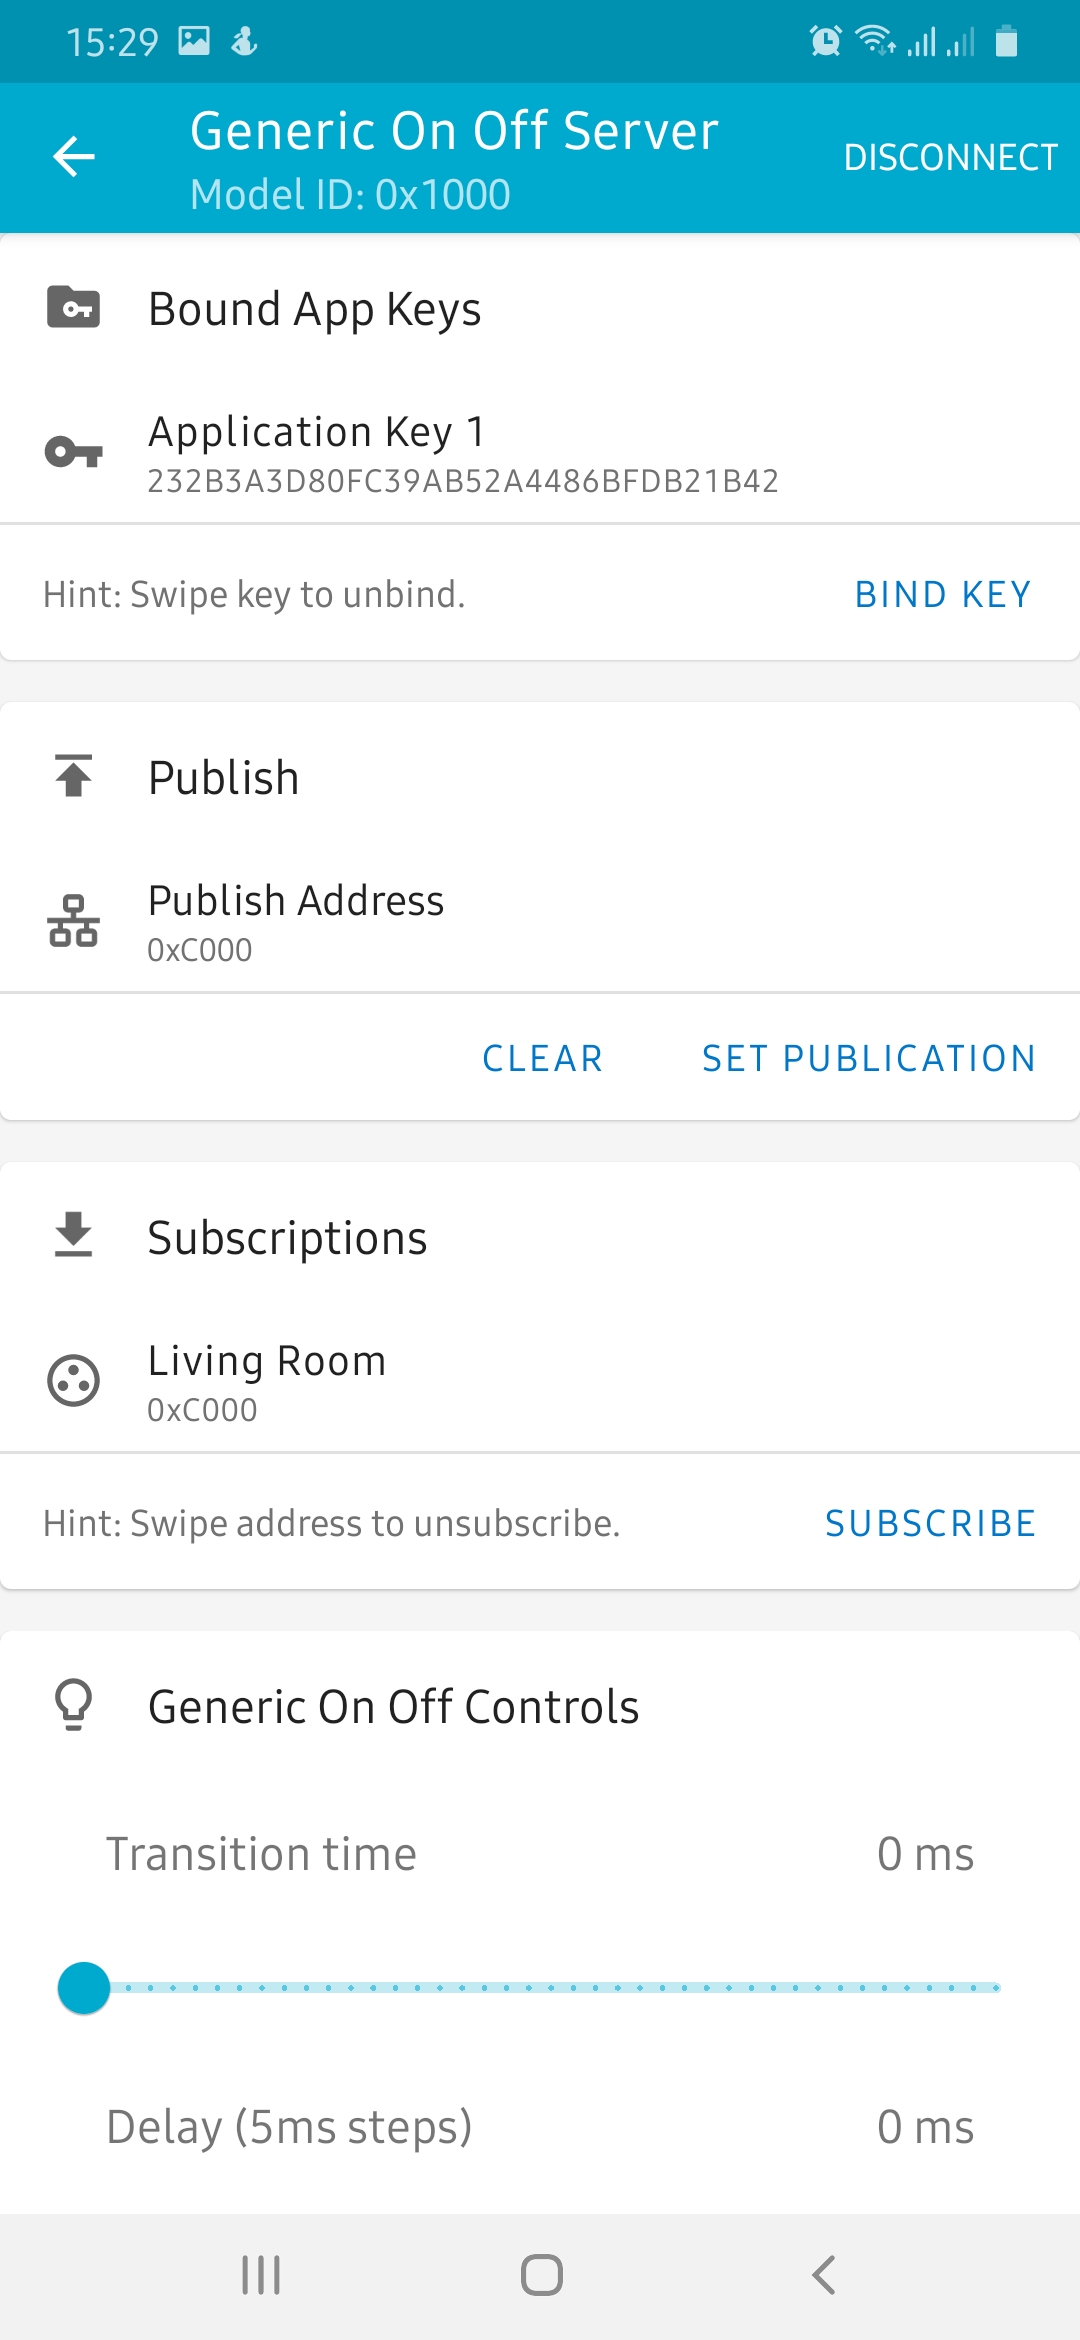 15:29
Generic On Off Server
Model ID: 0x1000
DISCONNECT
Bound App Keys
Application Key 1
232B3A3D80FC39AB52A4486BFDB21B42
Hint: Swipe key to unbind.
BIND KEY
Publish
Publish Address
0xC000
CLEAR
SET PUBLICATION
Subscriptions
Living Room
0xC000
Hint: Swipe address to unsubscribe.
SUBSCRIBE
Generic On Off Controls
Transition time
0 ms
Delay (5ms steps)
0 ms